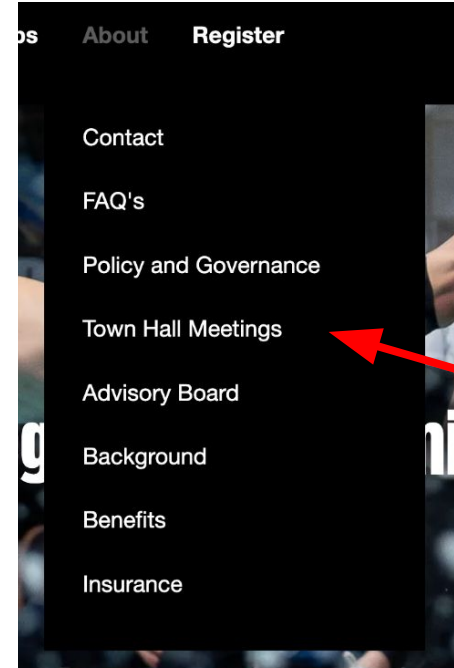 About Register
Contact
FAQ's
Policy and Governance
Town Hall Meetings
Advisory Board
Background
Benefits
Insurance